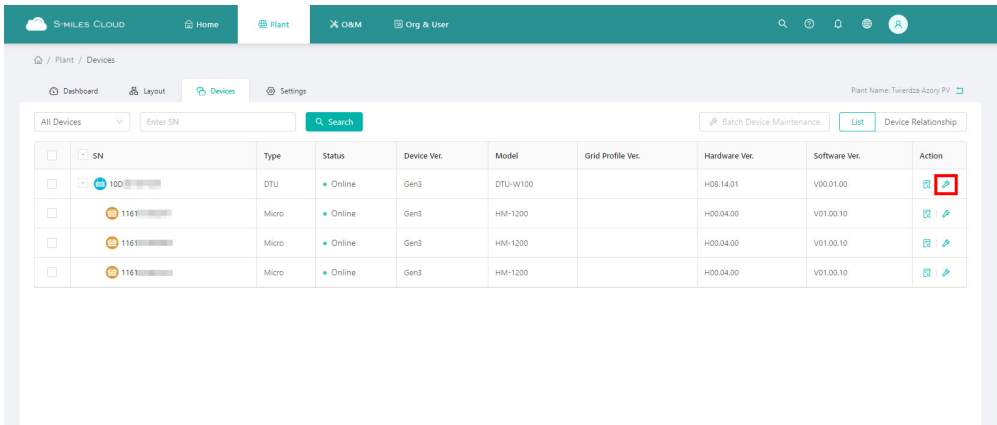 S-MILES CLOUD Home Plant O&M Org & User
/ Plant / Devices
Dashboard Layout Devices Settings Plant Name: Twierdza Azory PV
All Devices Enter SN Search Batch Device Maintenance List Device Relationship
SN Type Status Device Ver. Model Grid Profile Ver. Hardware Ver. Software Ver. Action
10D DTU Online Gen3 DTU-W100 H08.14.01 V00.01.00
1161 Micro Online Gen3 HM-1200 H00.04.00 V01.00.10
1161 Micro Online Gen3 HM-1200 H00.04.00 V01.00.10
1161 Micro Online Gen3 HM-1200 H00.04.00 V01.00.10